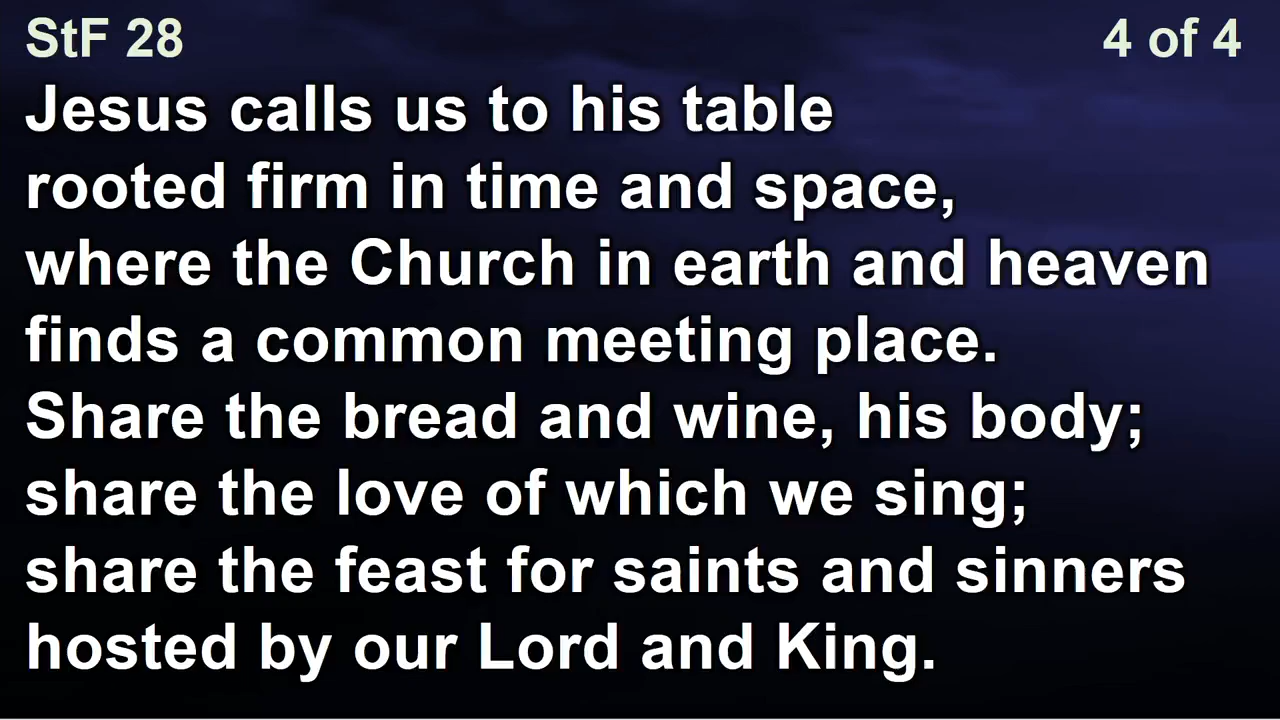 StF 28 4 of 4
Jesus calls us to his table
rooted firm in time and space,
where the Church in earth and heaven
finds a common meeting place.
Share the bread and wine, his body;
share the love of which we sing;
share the feast for saints and sinners
hosted by our Lord and King.